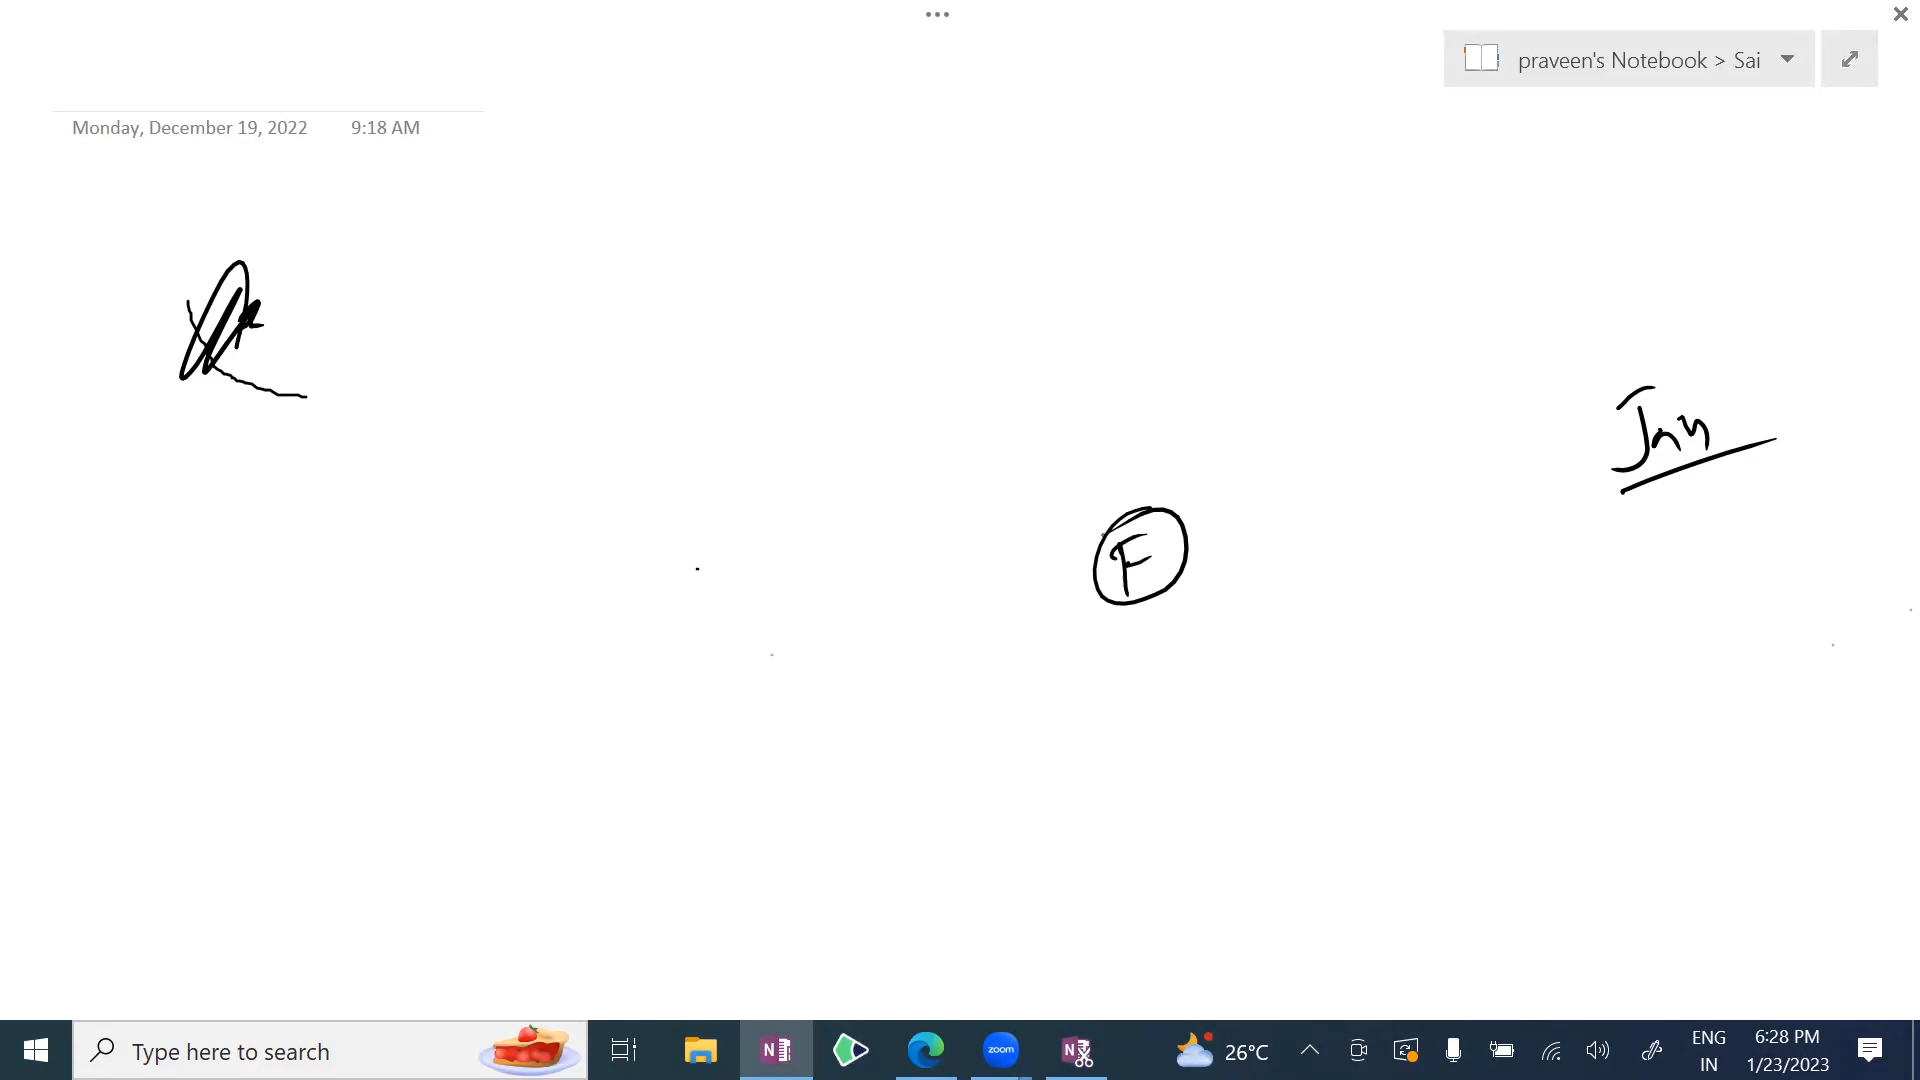 praveen's Notebook > Sai
Monday, December 19, 2022 9:18 AM
F
Type here to search
N
zoom
N
26°C
ENG
IN
6:28 PM
1/23/2023